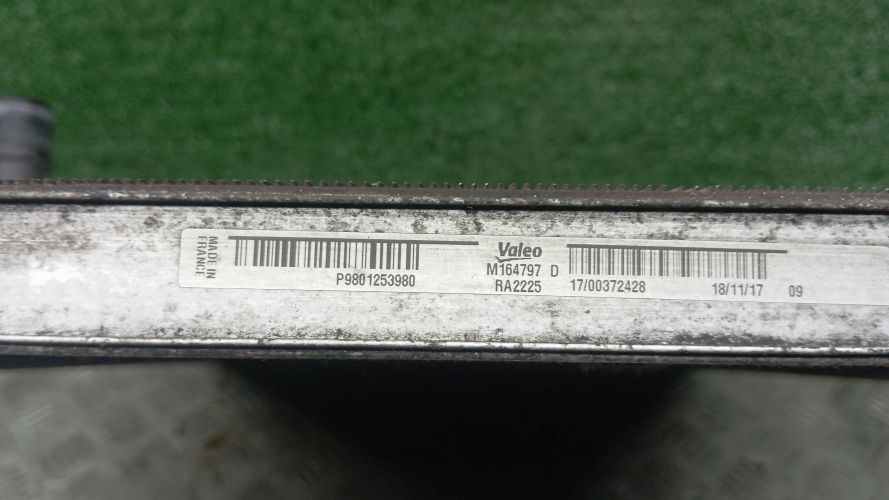 MADE IN
FRANCE
P9801253980
Valeo
M164797 D
RA2225
17/00372428
18/11/17
09